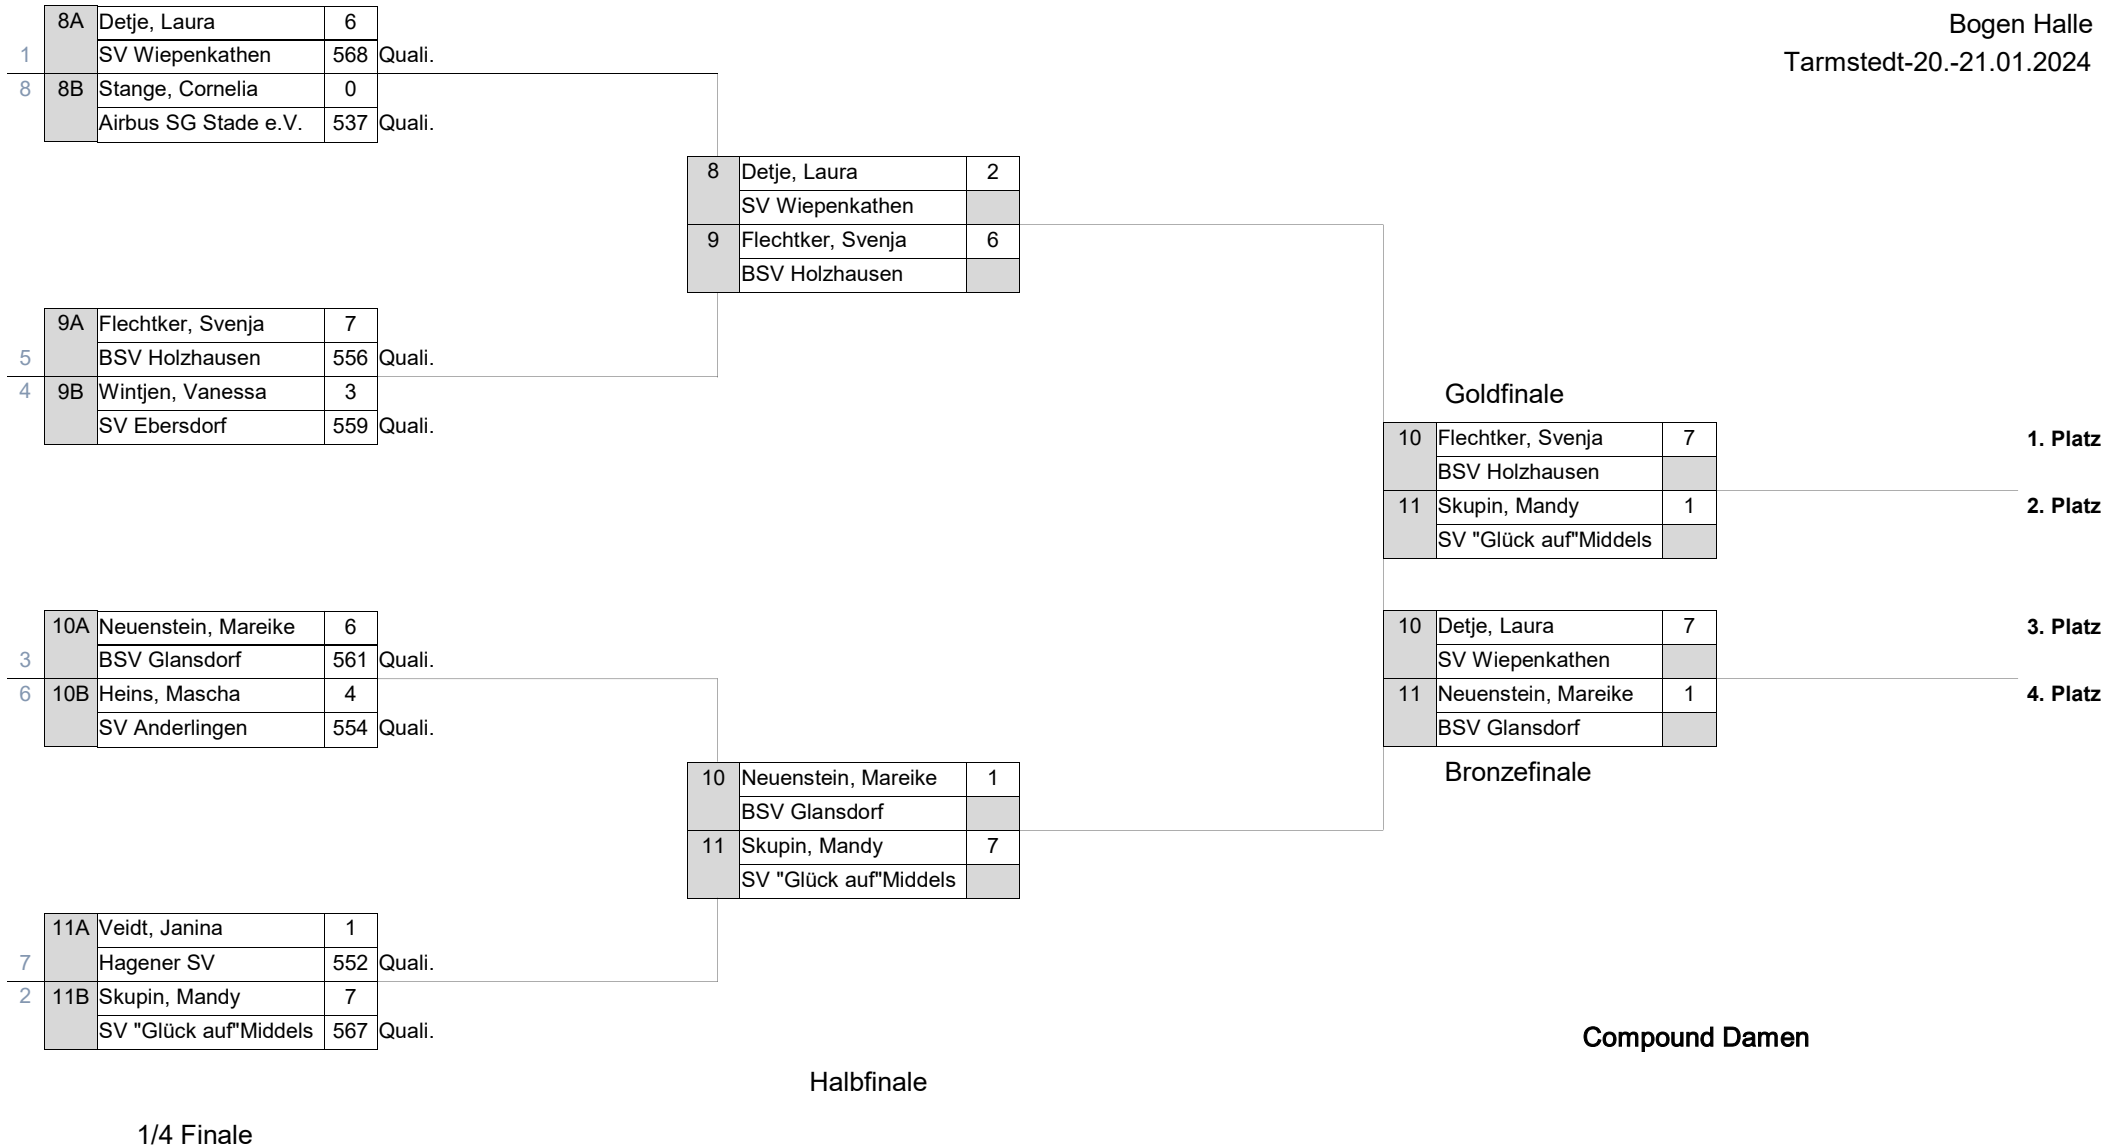 Bogen Halle
Tarmstedt-20.-21.01.2024
8A Detje, Laura 6
1 SV Wiepenkathen 568 Quali.
8 8B Stange, Cornelia 0
Airbus SG Stade e.V. 537 Quali.
8 Detje, Laura 2
SV Wiepenkathen
9 Flechtker, Svenja 6
BSV Holzhausen
9A Flechtker, Svenja 7
5 BSV Holzhausen 556 Quali.
4 9B Wintjen, Vanessa 3
SV Ebersdorf 559 Quali.
Goldfinale
10 Flechtker, Svenja 7 1. Platz
BSV Holzhausen
11 Skupin, Mandy 1 2. Platz
SV "Glück auf"Middels
10A Neuenstein, Mareike 6
3 BSV Glansdorf 561 Quali.
6 10B Heins, Mascha 4
SV Anderlingen 554 Quali.
10 Detje, Laura 7 3. Platz
SV Wiepenkathen
11 Neuenstein, Mareike 1 4. Platz
BSV Glansdorf
Bronzefinale
10 Neuenstein, Mareike 1
BSV Glansdorf
11 Skupin, Mandy 7
SV "Glück auf"Middels
11A Veidt, Janina 1
7 Hagener SV 552 Quali.
2 11B Skupin, Mandy 7
SV "Glück auf"Middels 567 Quali.
Compound Damen
Halbfinale
1/4 Finale